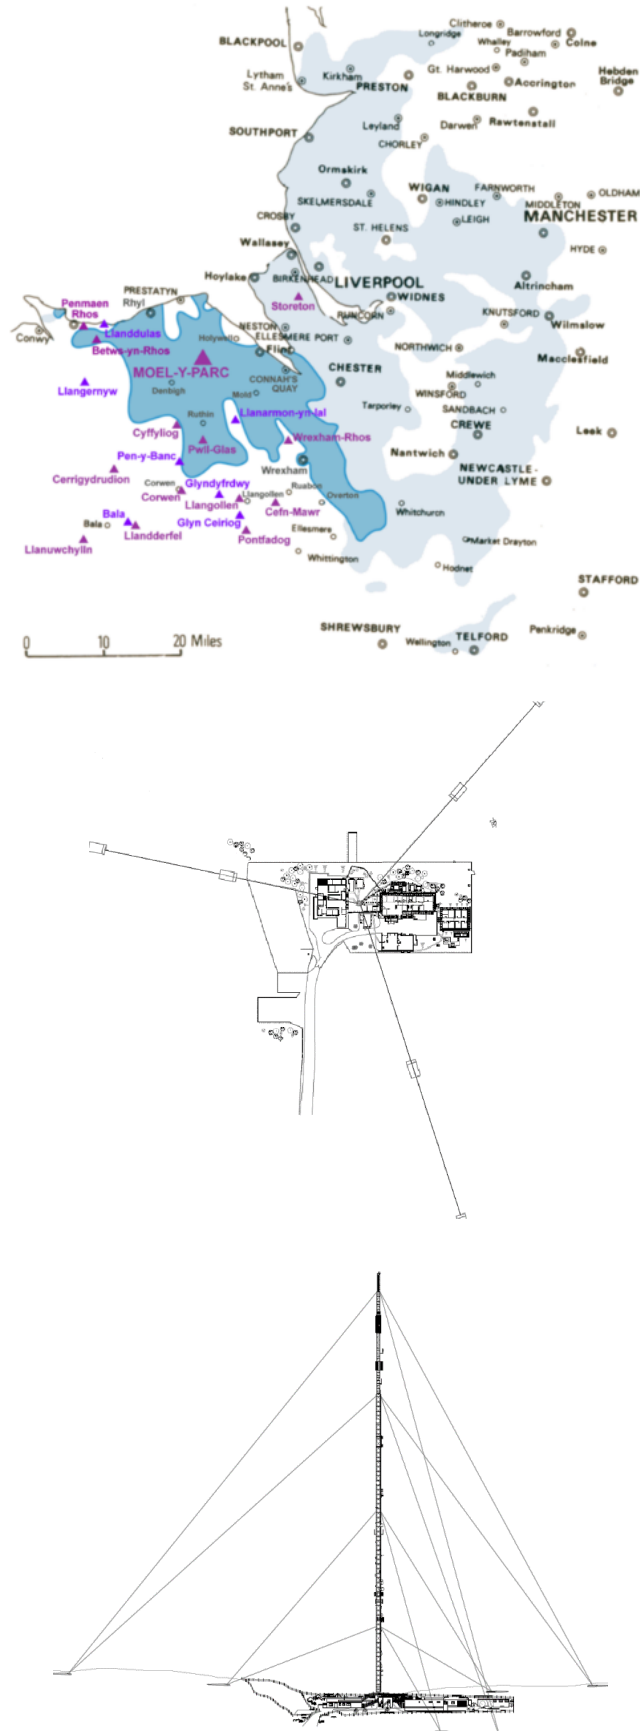 Clitheroe
BLACKPOOL
Longridge
Barrowford
Whalley
Colne
Padiham
Lytham
St. Anne's
Kirkham
PRESTON
Gt. Harwood
Accrington
Hebden
Bridge
BLACKBURN
Leyland
Darwen
Rawtenstall
SOUTHPORT
CHORLEY
Ormskirk
WIGAN
FARNWORTH
OLDHAM
SKELMERSDALE
HINDLEY
MIDDLETON
CROSBY
ST. HELENS
LEIGH
MANCHESTER
Wallasey
HYDE
Hoylake
BIRKENHEAD
LIVERPOOL
Altrincham
PRESTATYN
Penmaen
Rhos
Rhyl
Storeton
WIDNES
RUNCORN
KNUTSFORD
Wilmslow
Conwy
Llanddulas
Holywell
NESTON
ELLESMERE PORT
Betws-yn-Rhos
Flint
NORTHWICH
Macclesfield
MOEL-Y-PARC
CONNAH'S
QUAY
CHESTER
Middlewich
Llangernyw
Denbigh
Mold
WINSFORD
Tarporley
SANDBACH
Ruthin
Llanarmon-yn-Ial
CREWE
Leek
Cyffyliog
Pwll-Glas
Wrexham-Rhos
Nantwich
Pen-y-Banc
Wrexham
NEWCASTLE-
UNDER LYME
Cerrigydrudion
Corwen
Glyndyfrdwy
Ruabon
Corwen
Llangollen
Llangollen
Overton
Cefn-Mawr
Whitchurch
Bala
Bala
Llandderfel
Glyn Ceiriog
Ellesmere
Llanuwchylln
Pontfadog
Market Drayton
Whittington
Hodnet
STAFFORD
SHREWSBURY
Wellington
TELFORD
Penkridge
0 10 20 Miles